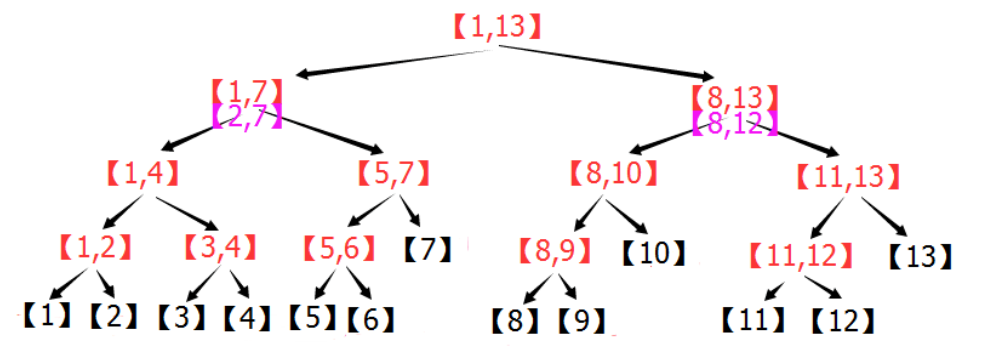 【1,13】
【1,7】 【8,13】
【2,7】 【8,12】
【1,4】 【5,7】 【8,10】 【11,13】
【1,2】 【3,4】 【5,6】 【7】 【8,9】 【10】 【11,12】 【13】
【1】 【2】 【3】 【4】 【5】 【6】 【8】 【9】 【11】 【12】